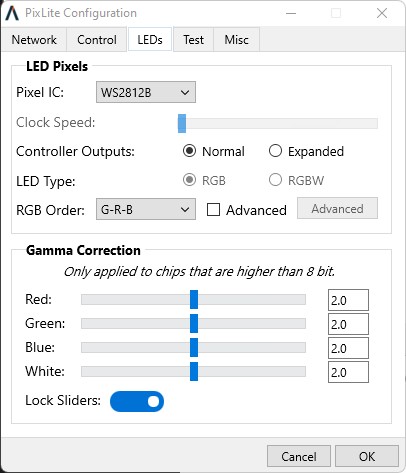 PixLite Configuration
Network Control LEDs Test Misc
LED Pixels
Pixel IC: WS2812B
Clock Speed:
Controller Outputs: Normal Expanded
LED Type: RGB RGBW
RGB Order: G-R-B Advanced Advanced
Gamma Correction
Only applied to chips that are higher than 8 bit.
Red: 2.0
Green: 2.0
Blue: 2.0
White: 2.0
Lock Sliders:
Cancel OK